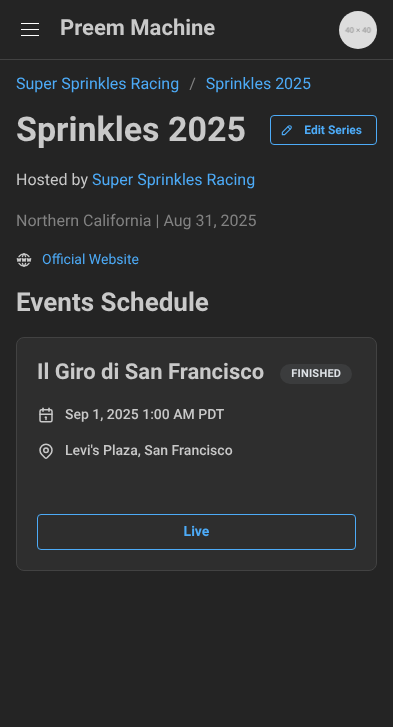 Preem Machine
40 × 40
Super Sprinkles Racing / Sprinkles 2025
Sprinkles 2025
Edit Series
Hosted by Super Sprinkles Racing
Northern California | Aug 31, 2025
Official Website
Events Schedule
Il Giro di San Francisco
FINISHED
Sep 1, 2025 1:00 AM PDT
Levi's Plaza, San Francisco
Live